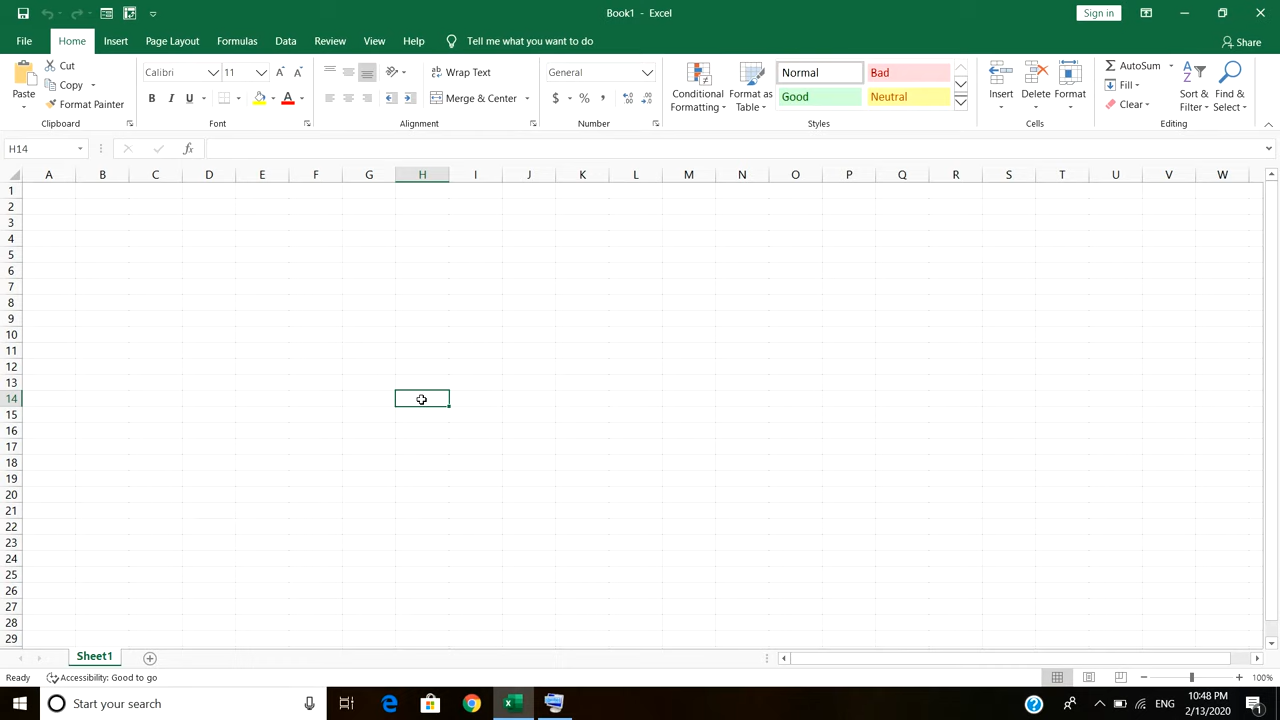 Book1 - Excel
Sign in
File Home Insert Page Layout Formulas Data Review View Help Tell me what you want to do Share
Paste
Cut
Copy
Format Painter
Clipboard
Calibri 11
B I U
A
Font
Wrap Text
Merge & Center
Alignment
General
$ % ,
Number
Conditional Formatting
Format as Table
Normal Bad
Good Neutral
Styles
Insert Delete Format
Cells
AutoSum
Fill
Clear
Sort & Filter
Find & Select
Editing
H14 fx
A B C D E F G H I J K L M N O P Q R S T U V W
1
2
3
4
5
6
7
8
9
10
11
12
13
14
15
16
17
18
19
20
21
22
23
24
25
26
27
28
29
Sheet1
Ready Accessibility: Good to go 100%
Start your search
ENG
10:48 PM
2/13/2020